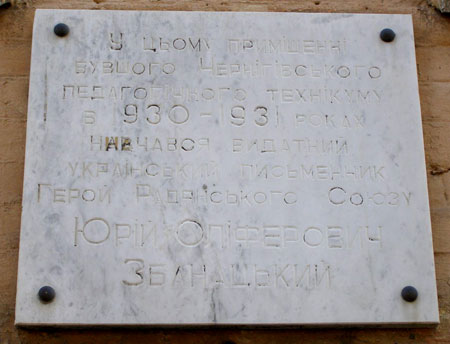 У цьому приміщенні
бувшого Чернігівського
педагогічного технікуму
в 1930-1931 роках
навчався видатний
український письменник
Герой Радянського Союзу
Юрій Оліферович
Збанацький